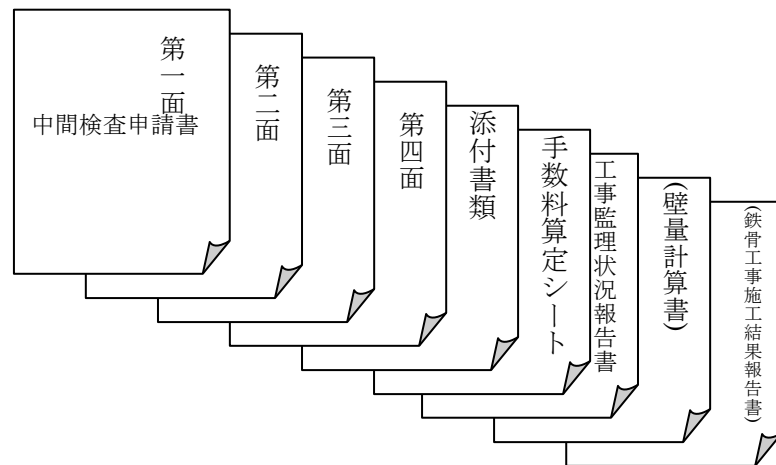 第一面
中間検査申請書
第二面
第三面
第四面
添付書類
手数料算定シート
工事監理状況報告書
(壁量計算書)
(鉄骨工事施工結果報告書)